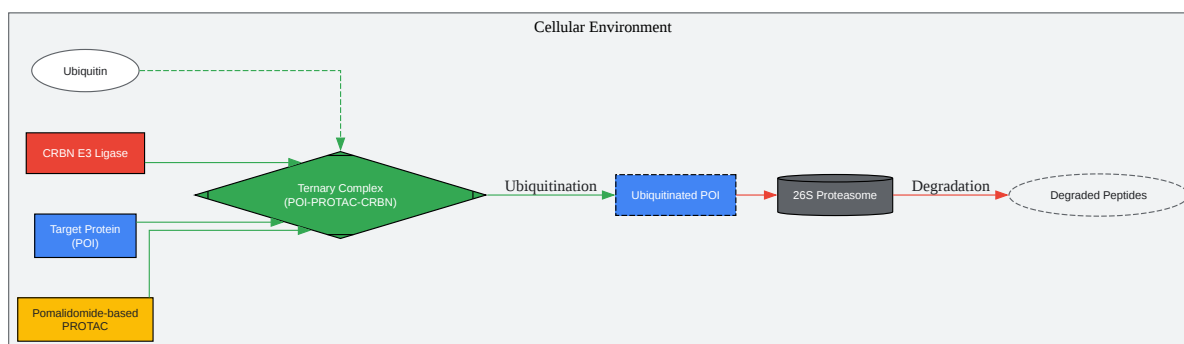 Cellular Environment
Ubiquitin
CRBN E3 Ligase
Target Protein
(POI)
Pomalidomide-based
PROTAC
Ternary Complex
(POI-PROTAC-CRBN)
Ubiquitination
Ubiquitinated POI
26S Proteasome
Degradation
Degraded Peptides